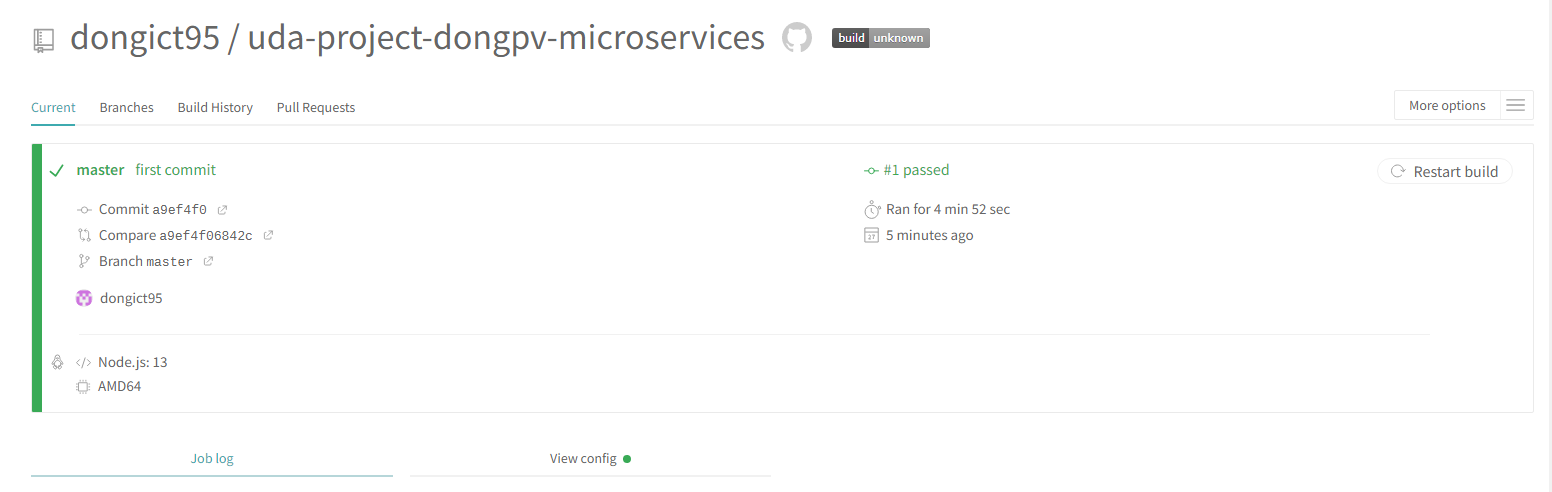 dongict95 / uda-project-dongpv-microservices build unknown
Current Branches Build History Pull Requests More options
master first commit #1 passed Restart build
Commit a9ef4f0 Ran for 4 min 52 sec
Compare a9ef4f06842c 27 5 minutes ago
Branch master
dongict95
Node.js: 13
AMD64
Job log View config